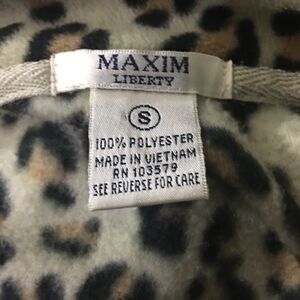 MAXIM
LIBERTY
S
100% POLYESTER
MADE IN VIETNAM
RN 103579
SEE REVERSE FOR CARE